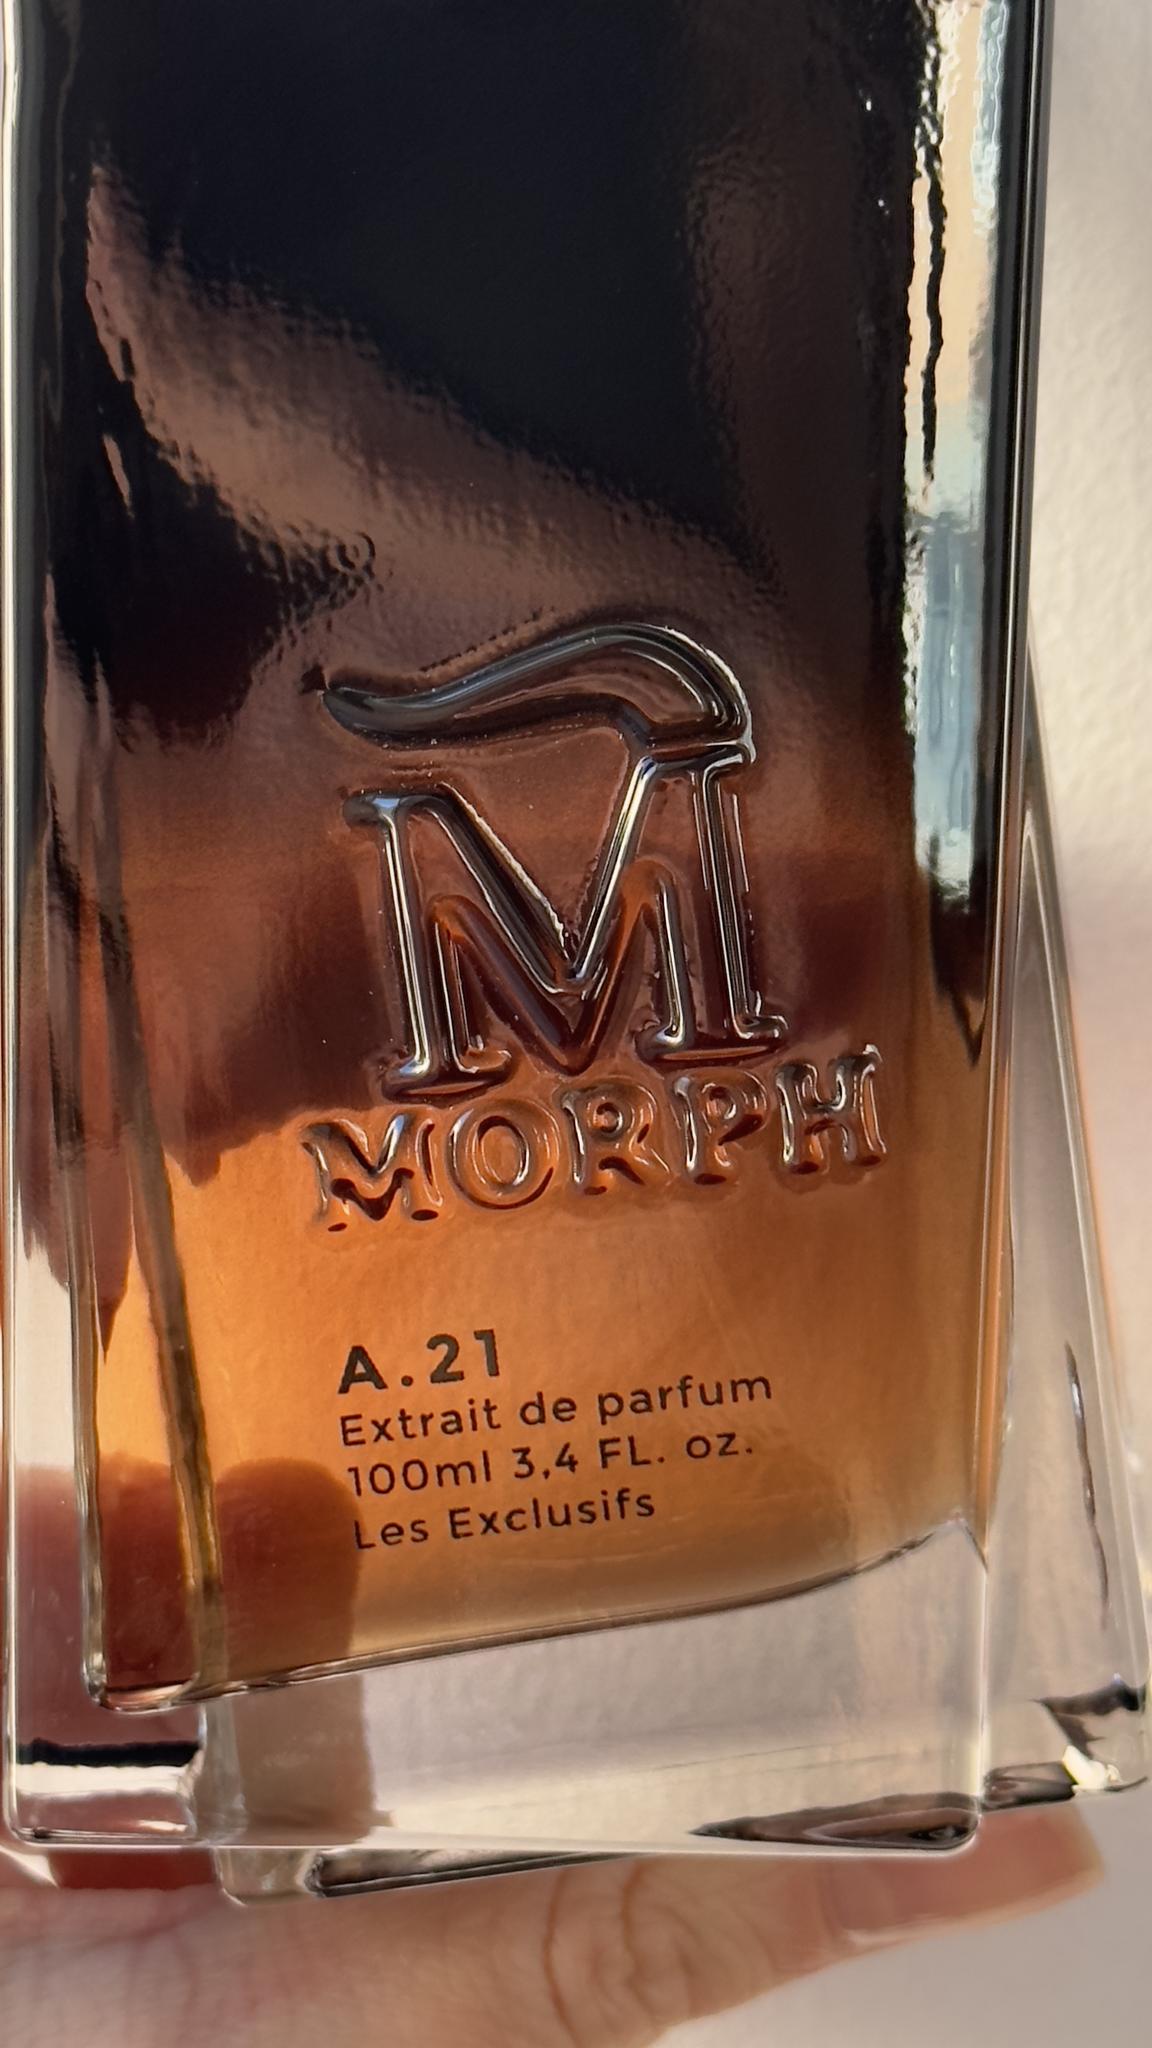 M
MORPH
A.21
Extrait de parfum
100ml 3,4 FL. oz.
Les Exclusifs